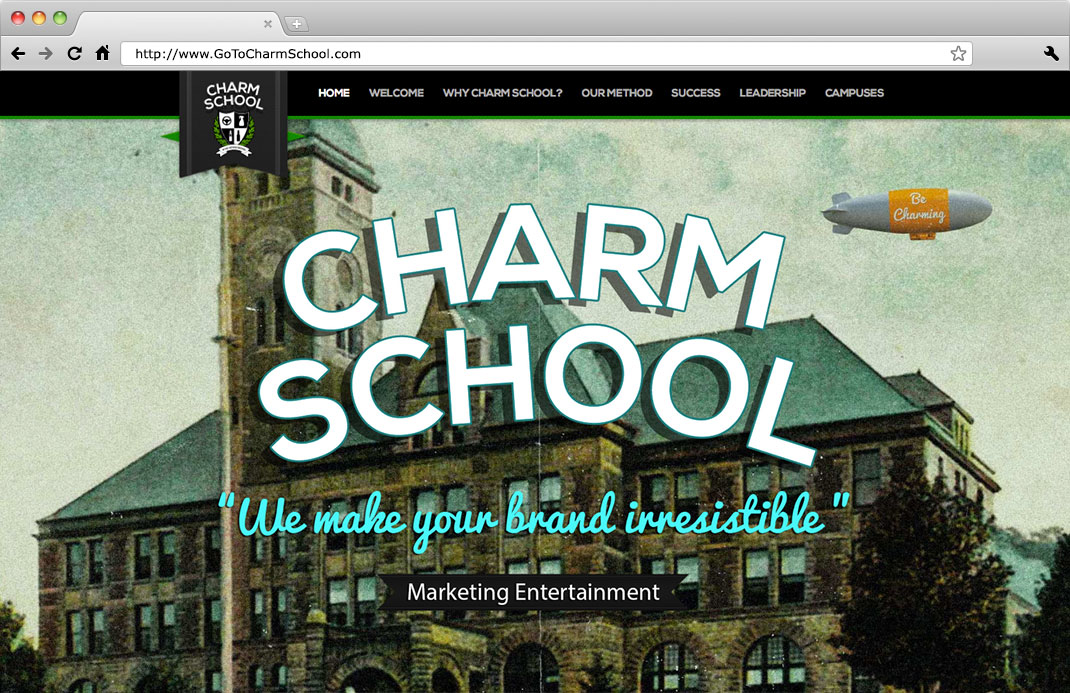 http://www.GoToCharmSchool.com
CHARM
SCHOOL
HOME WELCOME WHY CHARM SCHOOL? OUR METHOD SUCCESS LEADERSHIP CAMPUSES
Be
Charming
CHARM
SCHOOL
“We make your brand irresistible”
Marketing Entertainment